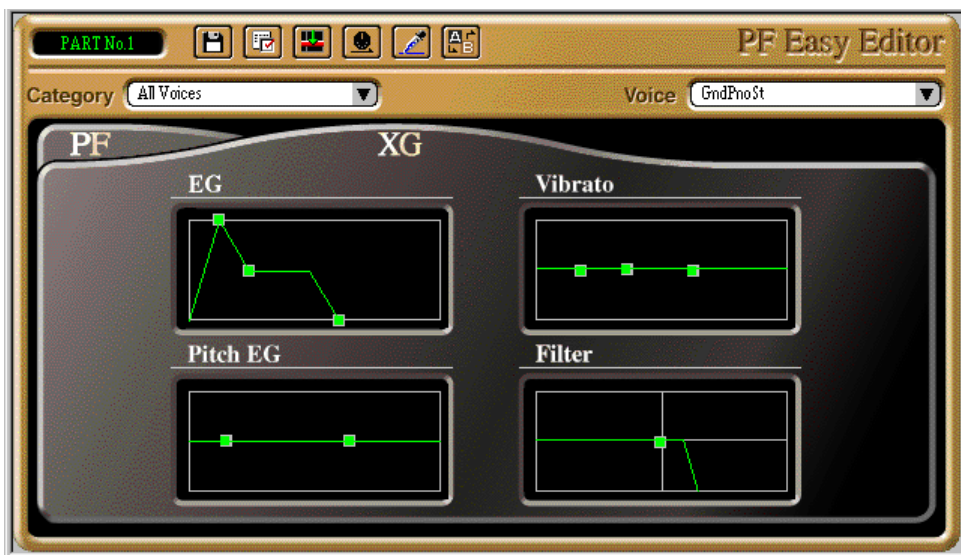 PART No.1
PF Easy Editor
Category All Voices
Voice GndPnoSt
PF
XG
EG
Vibrato
Pitch EG
Filter